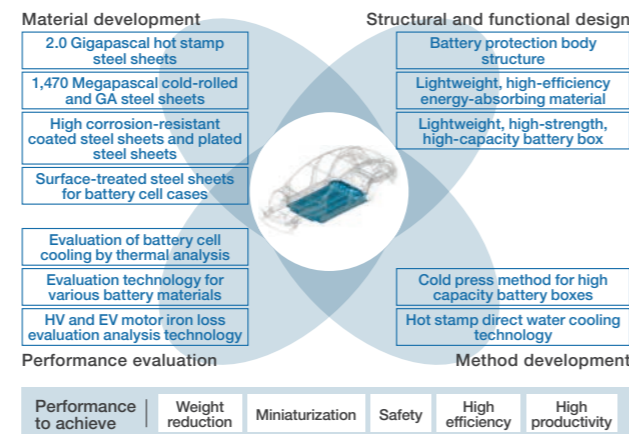 Material development
2.0 Gigapascal hot stamp
steel sheets
1,470 Megapascal cold-rolled
and GA steel sheets
High corrosion-resistant
coated steel sheets and plated
steel sheets
Surface-treated steel sheets
for battery cell cases
Structural and functional design
Battery protection body
structure
Lightweight, high-efficiency
energy-absorbing material
Lightweight, high-strength,
high-capacity battery box
Evaluation of battery cell
cooling by thermal analysis
Evaluation technology for
various battery materials
HV and EV motor iron loss
evaluation analysis technology
Performance evaluation
Cold press method for high
capacity battery boxes
Hot stamp direct water cooling
technology
Method development
Performance
to achieve
Weight
reduction
Miniaturization
Safety
High
efficiency
High
productivity